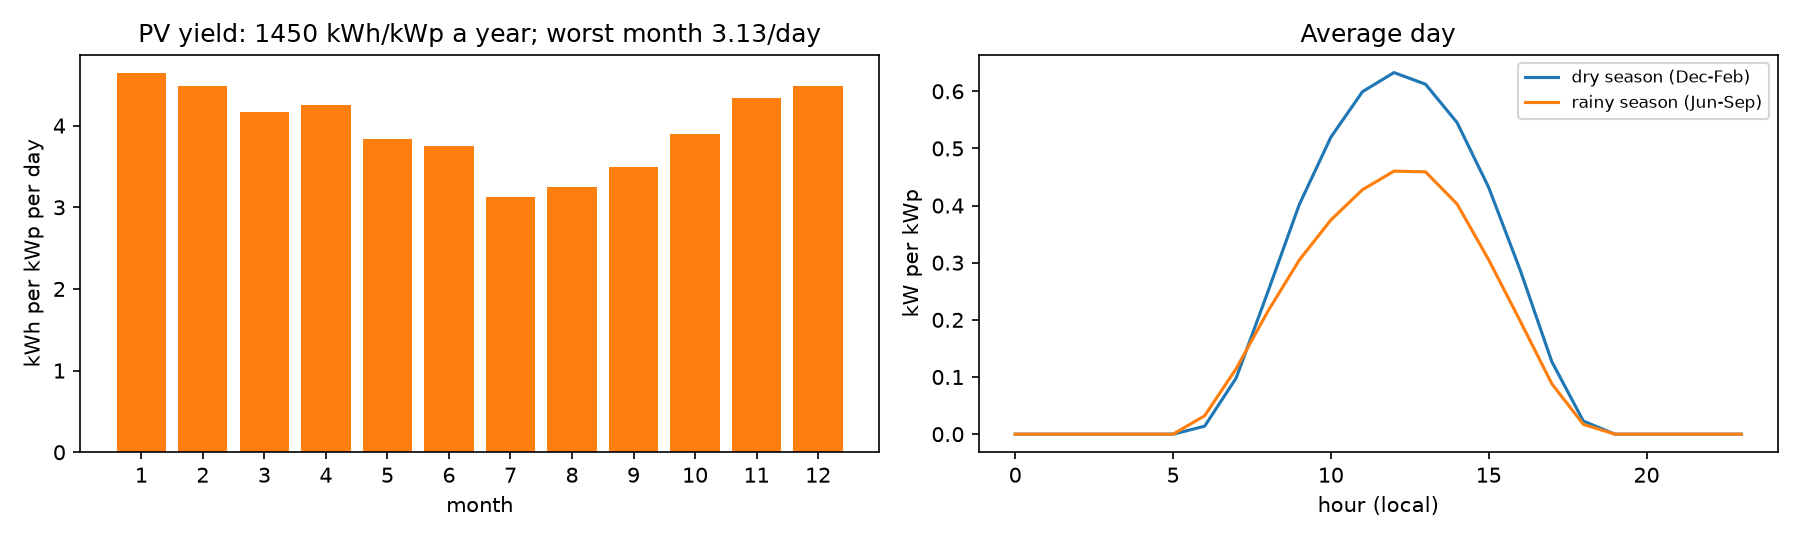 PV yield: 1450 kWh/kWp a year; worst month 3.13/day
kWh per kWp per day
4
3
2
1
0
1 2 3 4 5 6 7 8 9 10 11 12
month
Average day
dry season (Dec-Feb)
rainy season (Jun-Sep)
kW per kWp
0.6
0.5
0.4
0.3
0.2
0.1
0.0
0 5 10 15 20
hour (local)